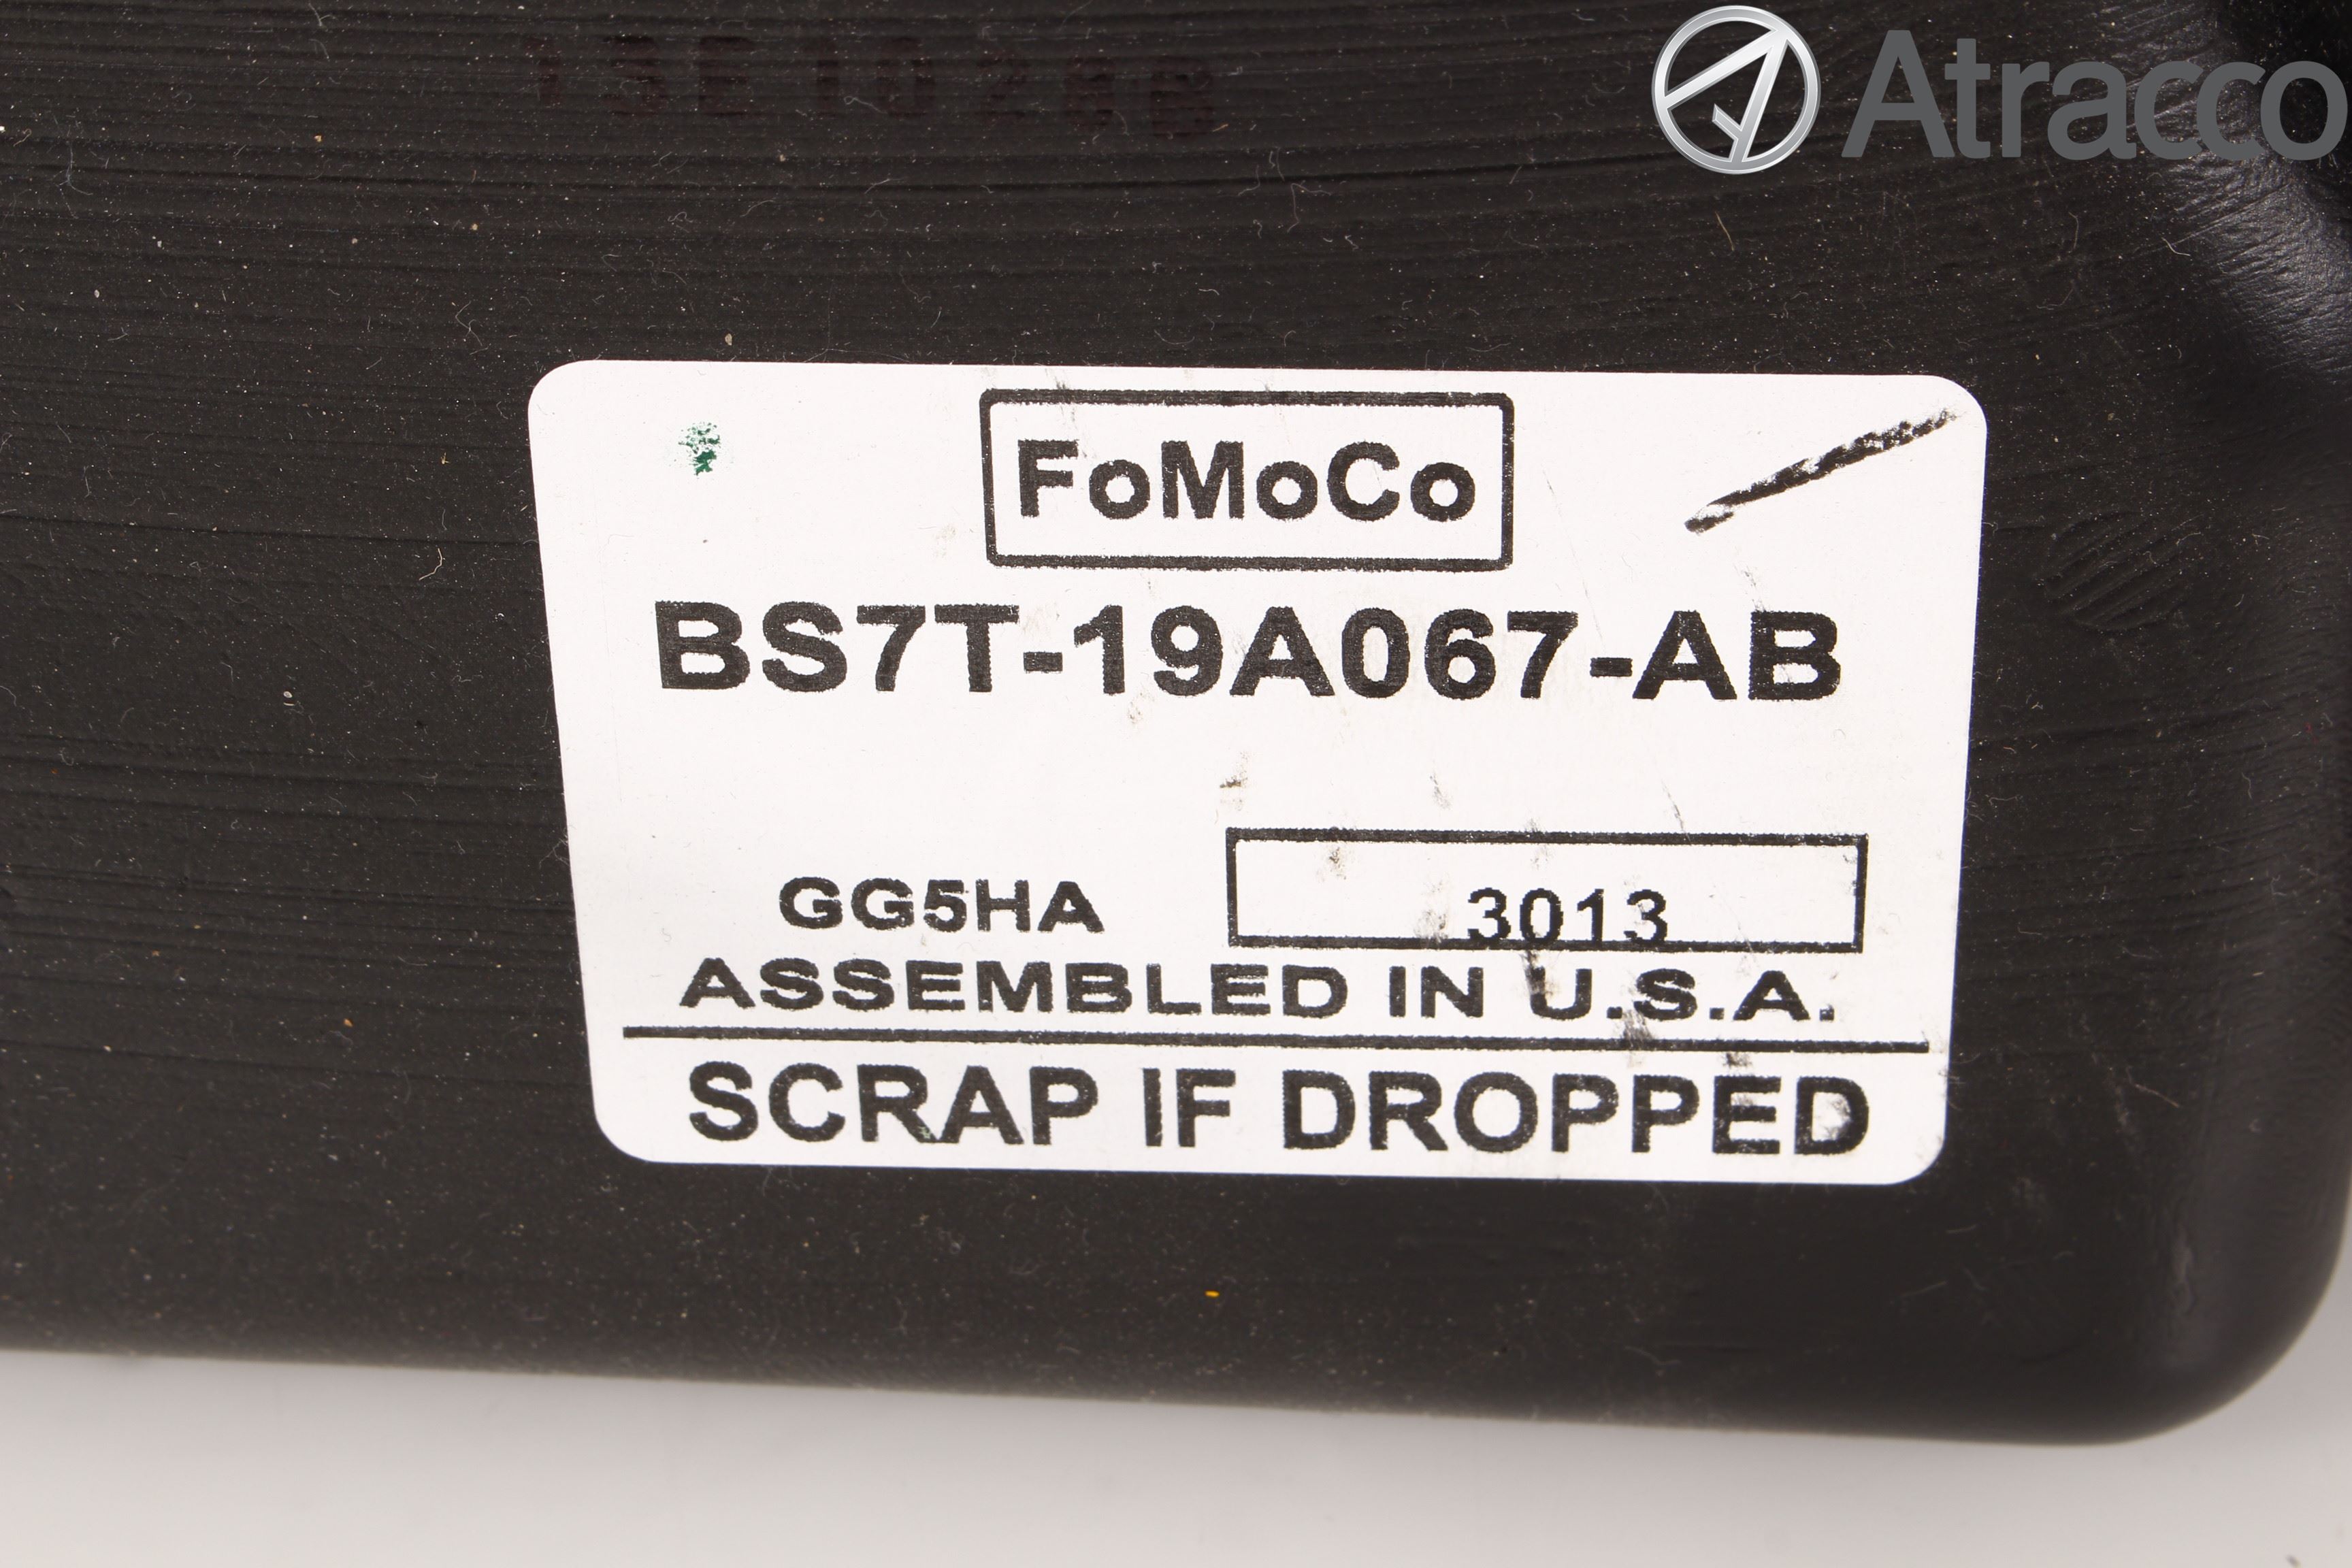 Atracco
FoMoCo
BS7T-19A067-AB
GG5HA
3013
ASSEMBLED IN U.S.A.
SCRAP IF DROPPED